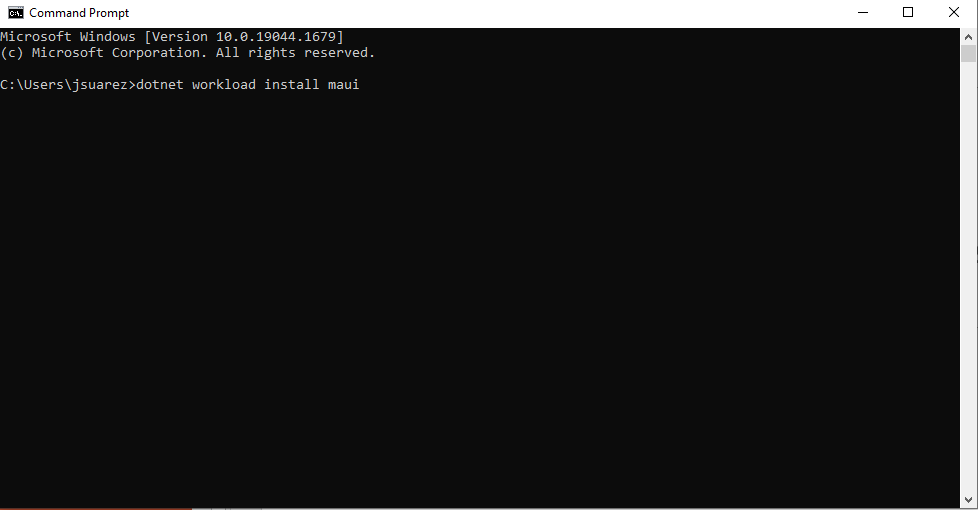 Command Prompt
Microsoft Windows [Version 10.0.19044.1679]
(c) Microsoft Corporation. All rights reserved.
C:\Users\jsuarez>dotnet workload install maui